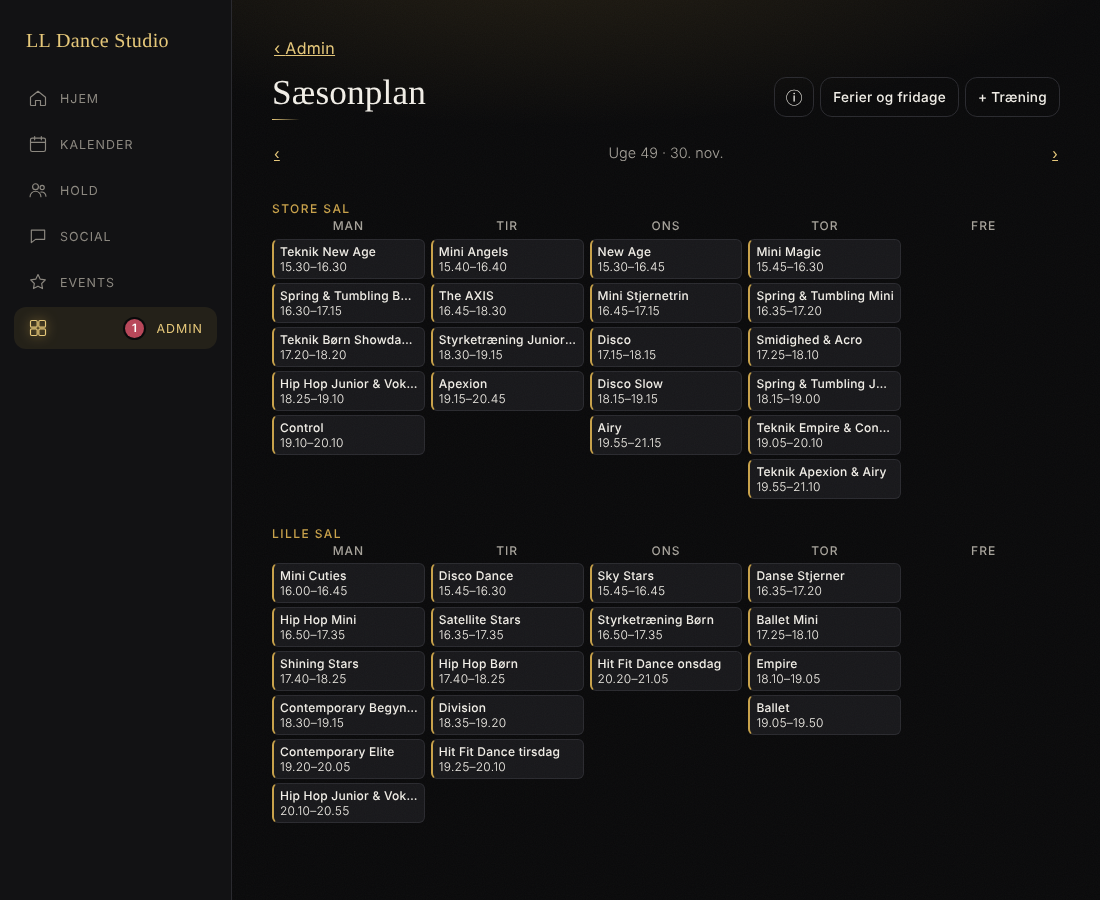 LL Dance Studio
HJEM
KALENDER
HOLD
SOCIAL
EVENTS
1 ADMIN
‹ Admin
Sæsonplan
Ferier og fridage
+ Træning
‹ Uge 49 · 30. nov. ›
STORE SAL
MAN TIR ONS TOR FRE
Teknik New Age
15.30–16.30
Spring & Tumbling B...
16.30–17.15
Teknik Børn Showda...
17.20–18.20
Hip Hop Junior & Vok...
18.25–19.10
Control
19.10–20.10
Mini Angels
15.40–16.40
The AXIS
16.45–18.30
Styrketræning Junior...
18.30–19.15
Apexion
19.15–20.45
New Age
15.30–16.45
Mini Stjernetrin
16.45–17.15
Disco
17.15–18.15
Disco Slow
18.15–19.15
Airy
19.55–21.15
Mini Magic
15.45–16.30
Spring & Tumbling Mini
16.35–17.20
Smidighed & Acro
17.25–18.10
Spring & Tumbling J...
18.15–19.00
Teknik Empire & Con...
19.05–20.10
Teknik Apexion & Airy
19.55–21.10
LILLE SAL
MAN TIR ONS TOR FRE
Mini Cuties
16.00–16.45
Hip Hop Mini
16.50–17.35
Shining Stars
17.40–18.25
Contemporary Begyn...
18.30–19.15
Contemporary Elite
19.20–20.05
Hip Hop Junior & Vok...
20.10–20.55
Disco Dance
15.45–16.30
Satellite Stars
16.35–17.35
Hip Hop Børn
17.40–18.25
Division
18.35–19.20
Hit Fit Dance tirsdag
19.25–20.10
Sky Stars
15.45–16.45
Styrketræning Børn
16.50–17.35
Hit Fit Dance onsdag
20.20–21.05
Danse Stjerner
16.35–17.20
Ballet Mini
17.25–18.10
Empire
18.10–19.05
Ballet
19.05–19.50